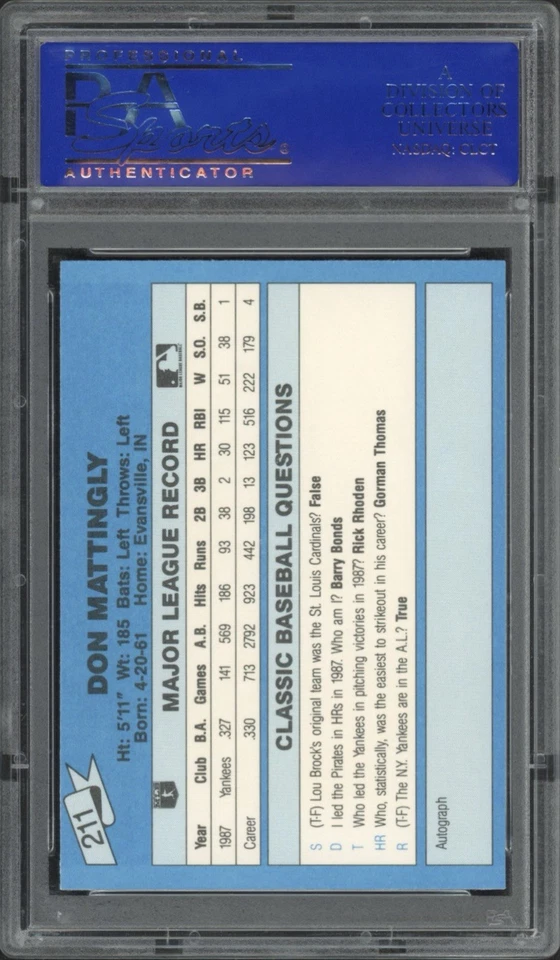 PROFESSIONAL
PSA
Sports
AUTHENTICATOR
A
DIVISION OF
COLLECTORS
UNIVERSE
NASDAQ: CLCT
211
DON MATTINGLY
Ht: 5'11" Wt: 185 Bats: Left Throws: Left
Born: 4-20-61 Home: Evansville, IN
MAJOR LEAGUE RECORD
Year Club B.A. Games A.B. Hits Runs 2B 3B HR RBI W S.O. S.B.
1987 Yankees .327 141 569 186 93 38 2 30 115 51 38 1
Career .330 713 2792 923 442 198 13 123 516 222 179 4
CLASSIC BASEBALL QUESTIONS
S (T-F) Lou Brock's original team was the St. Louis Cardinals? False
D I led the Pirates in HRs in 1987. Who am I? Barry Bonds
T Who led the Yankees in pitching victories in 1987? Rick Rhoden
HR Who, statistically, was the easiest to strikeout in his career? Gorman Thomas
R (T-F) The N.Y. Yankees are in the A.L.? True
Autograph
PSA